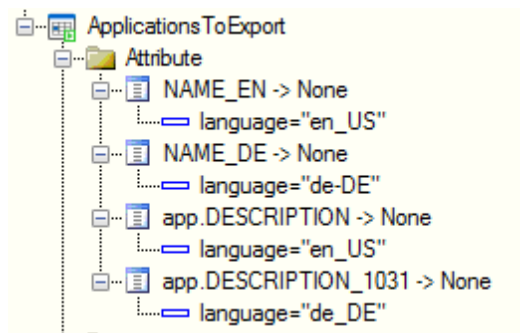 ApplicationsToExport
Attribute
NAME_EN -> None
language="en_US"
NAME_DE -> None
language="de-DE"
app.DESCRIPTION -> None
language="en_US"
app.DESCRIPTION_1031 -> None
language="de_DE"